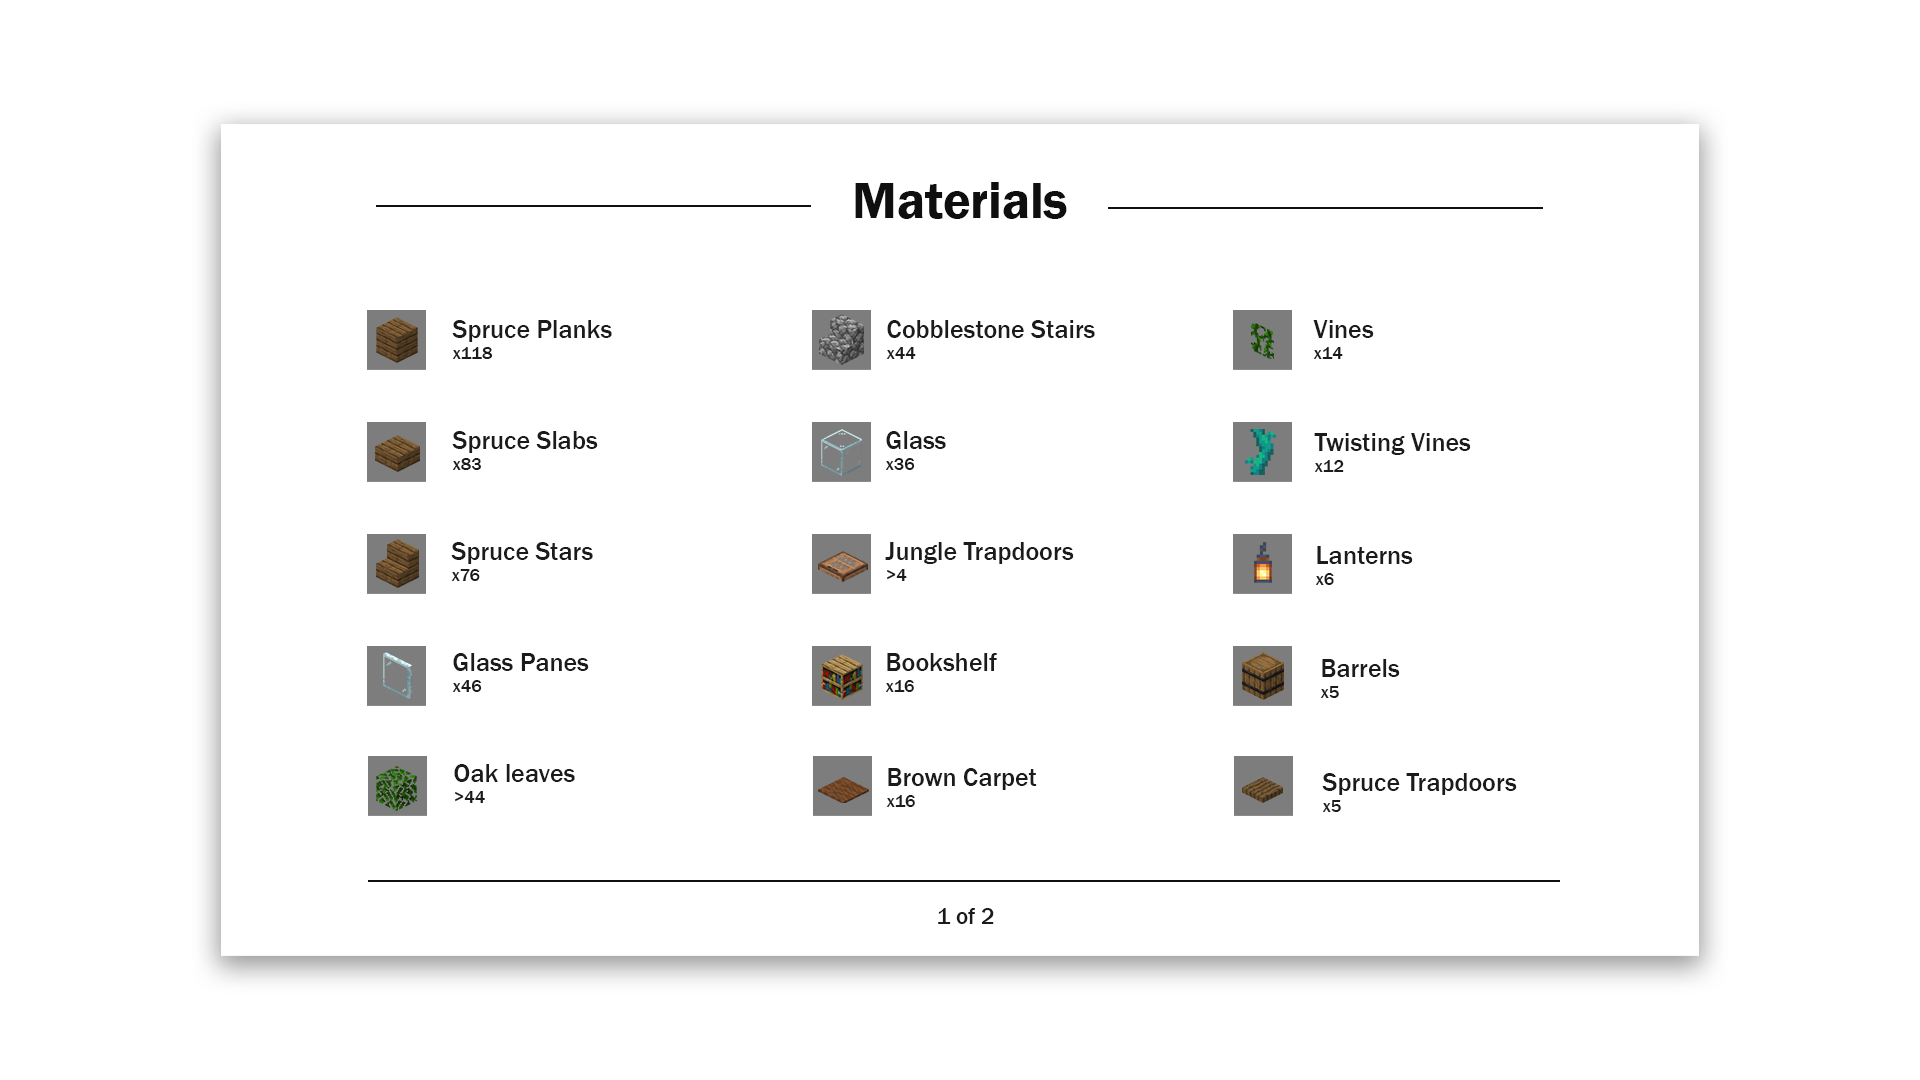 Materials
Spruce Planks
x118
Spruce Slabs
x83
Spruce Stars
x76
Glass Panes
x46
Oak leaves
>44
Cobblestone Stairs
x44
Glass
x36
Jungle Trapdoors
>4
Bookshelf
x16
Brown Carpet
x16
Vines
x14
Twisting Vines
x12
Lanterns
x6
Barrels
x5
Spruce Trapdoors
x5
1 of 2